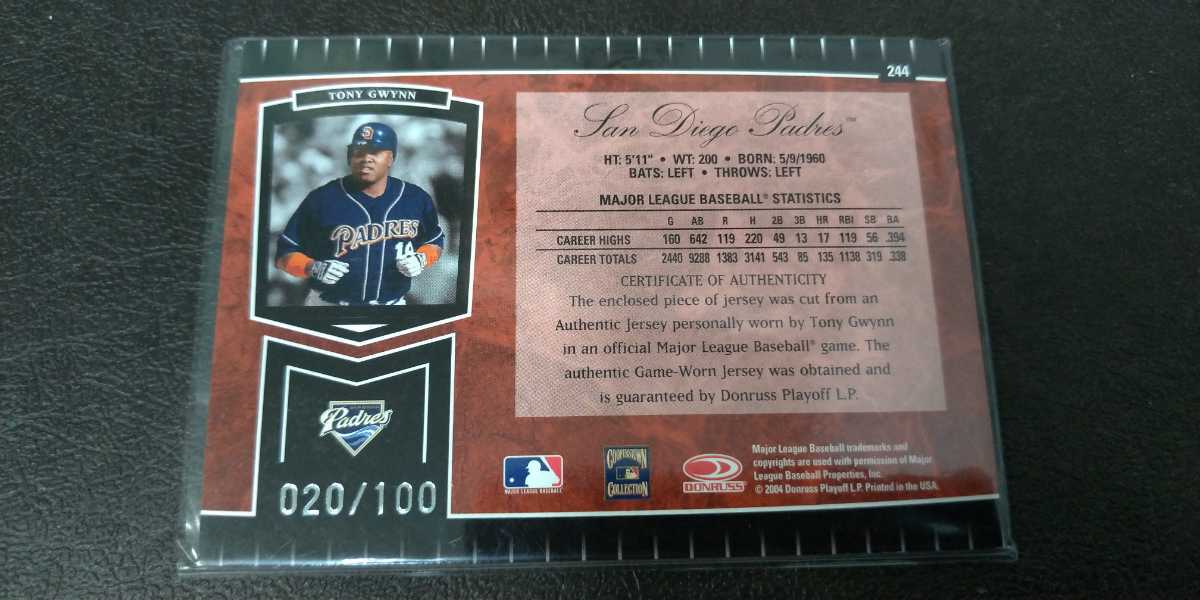 244
TONY GWYNN
PADRES
14
San Diego Padres™
HT: 5'11" • WT: 200 • BORN: 5/9/1960
BATS: LEFT • THROWS: LEFT
MAJOR LEAGUE BASEBALL® STATISTICS
G AB R H 2B 3B HR RBI SB BA
CAREER HIGHS 160 642 119 220 49 13 17 119 56 .394
CAREER TOTALS 2440 9288 1383 3141 543 85 135 1138 319 .338
CERTIFICATE OF AUTHENTICITY
The enclosed piece of jersey was cut from an
Authentic Jersey personally worn by Tony Gwynn
in an official Major League Baseball® game. The
authentic Game-Worn Jersey was obtained and
is guaranteed by Donruss Playoff L.P.
Padres
020/100
MAJOR LEAGUE BASEBALL
COOPERSTOWN
COLLECTION
DONRUSS
Major League Baseball trademarks and
copyrights are used with permission of Major
League Baseball Properties, Inc.
© 2004 Donruss Playoff L.P. Printed in the USA.